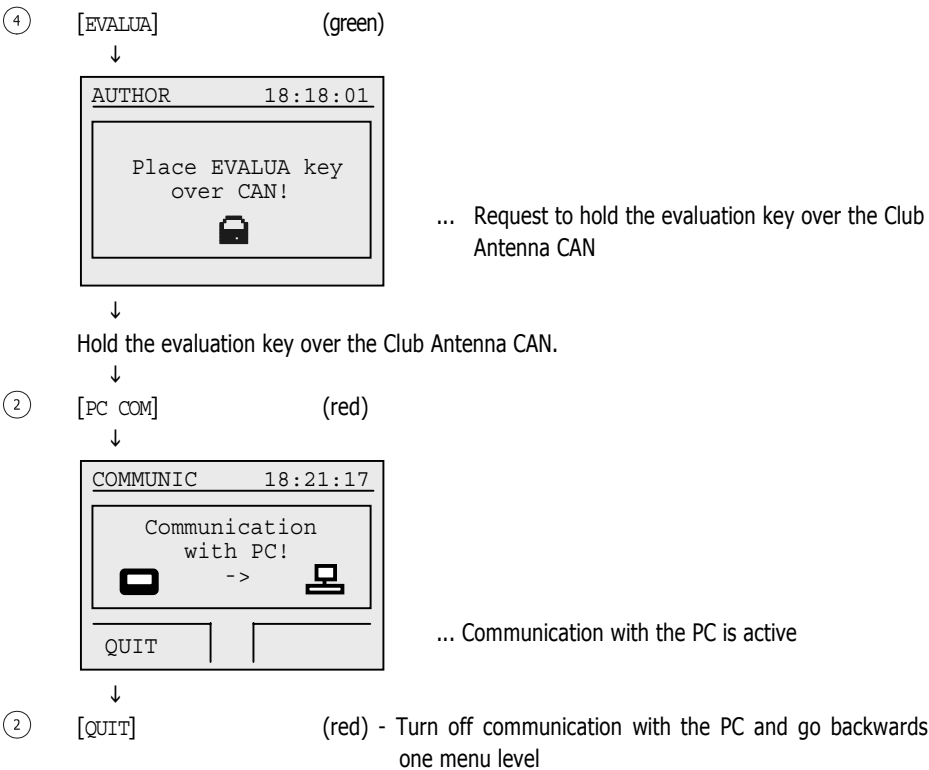 4 [EVALUA] (green)
↓
AUTHOR 18:18:01
Place EVALUA key
over CAN!
... Request to hold the evaluation key over the Club
Antenna CAN
↓
Hold the evaluation key over the Club Antenna CAN.
↓
2 [PC COM] (red)
↓
COMMUNIC 18:21:17
Communication
with PC!
->
QUIT
... Communication with the PC is active
↓
2 [QUIT] (red) - Turn off communication with the PC and go backwards
one menu level